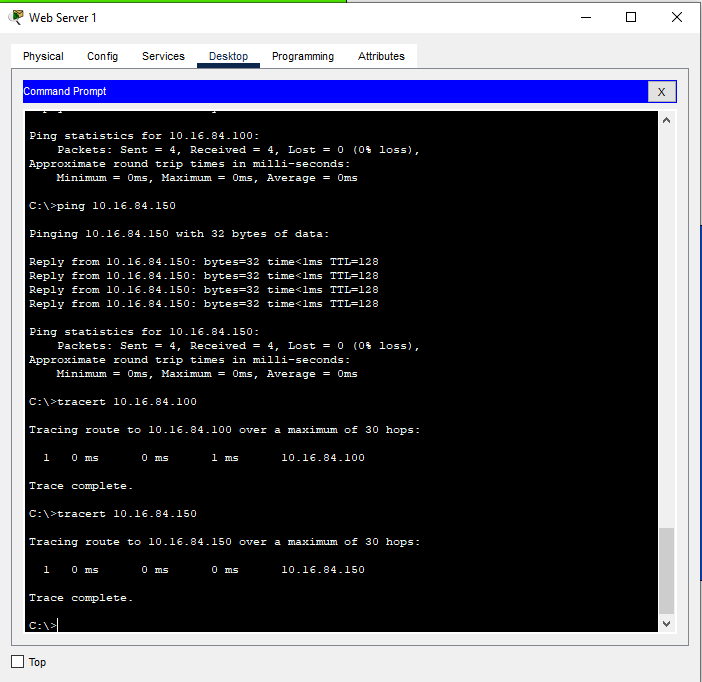 Web Server 1
Physical Config Services Desktop Programming Attributes
Command Prompt
X
Ping statistics for 10.16.84.100:
    Packets: Sent = 4, Received = 4, Lost = 0 (0% loss),
Approximate round trip times in milli-seconds:
    Minimum = 0ms, Maximum = 0ms, Average = 0ms
C:\>ping 10.16.84.150
Pinging 10.16.84.150 with 32 bytes of data:
Reply from 10.16.84.150: bytes=32 time<1ms TTL=128
Reply from 10.16.84.150: bytes=32 time<1ms TTL=128
Reply from 10.16.84.150: bytes=32 time<1ms TTL=128
Reply from 10.16.84.150: bytes=32 time<1ms TTL=128
Ping statistics for 10.16.84.150:
    Packets: Sent = 4, Received = 4, Lost = 0 (0% loss),
Approximate round trip times in milli-seconds:
    Minimum = 0ms, Maximum = 0ms, Average = 0ms
C:\>tracert 10.16.84.100
Tracing route to 10.16.84.100 over a maximum of 30 hops:
  1   0 ms      0 ms      1 ms      10.16.84.100
Trace complete.
C:\>tracert 10.16.84.150
Tracing route to 10.16.84.150 over a maximum of 30 hops:
  1   0 ms      0 ms      0 ms      10.16.84.150
Trace complete.
C:\>
Top